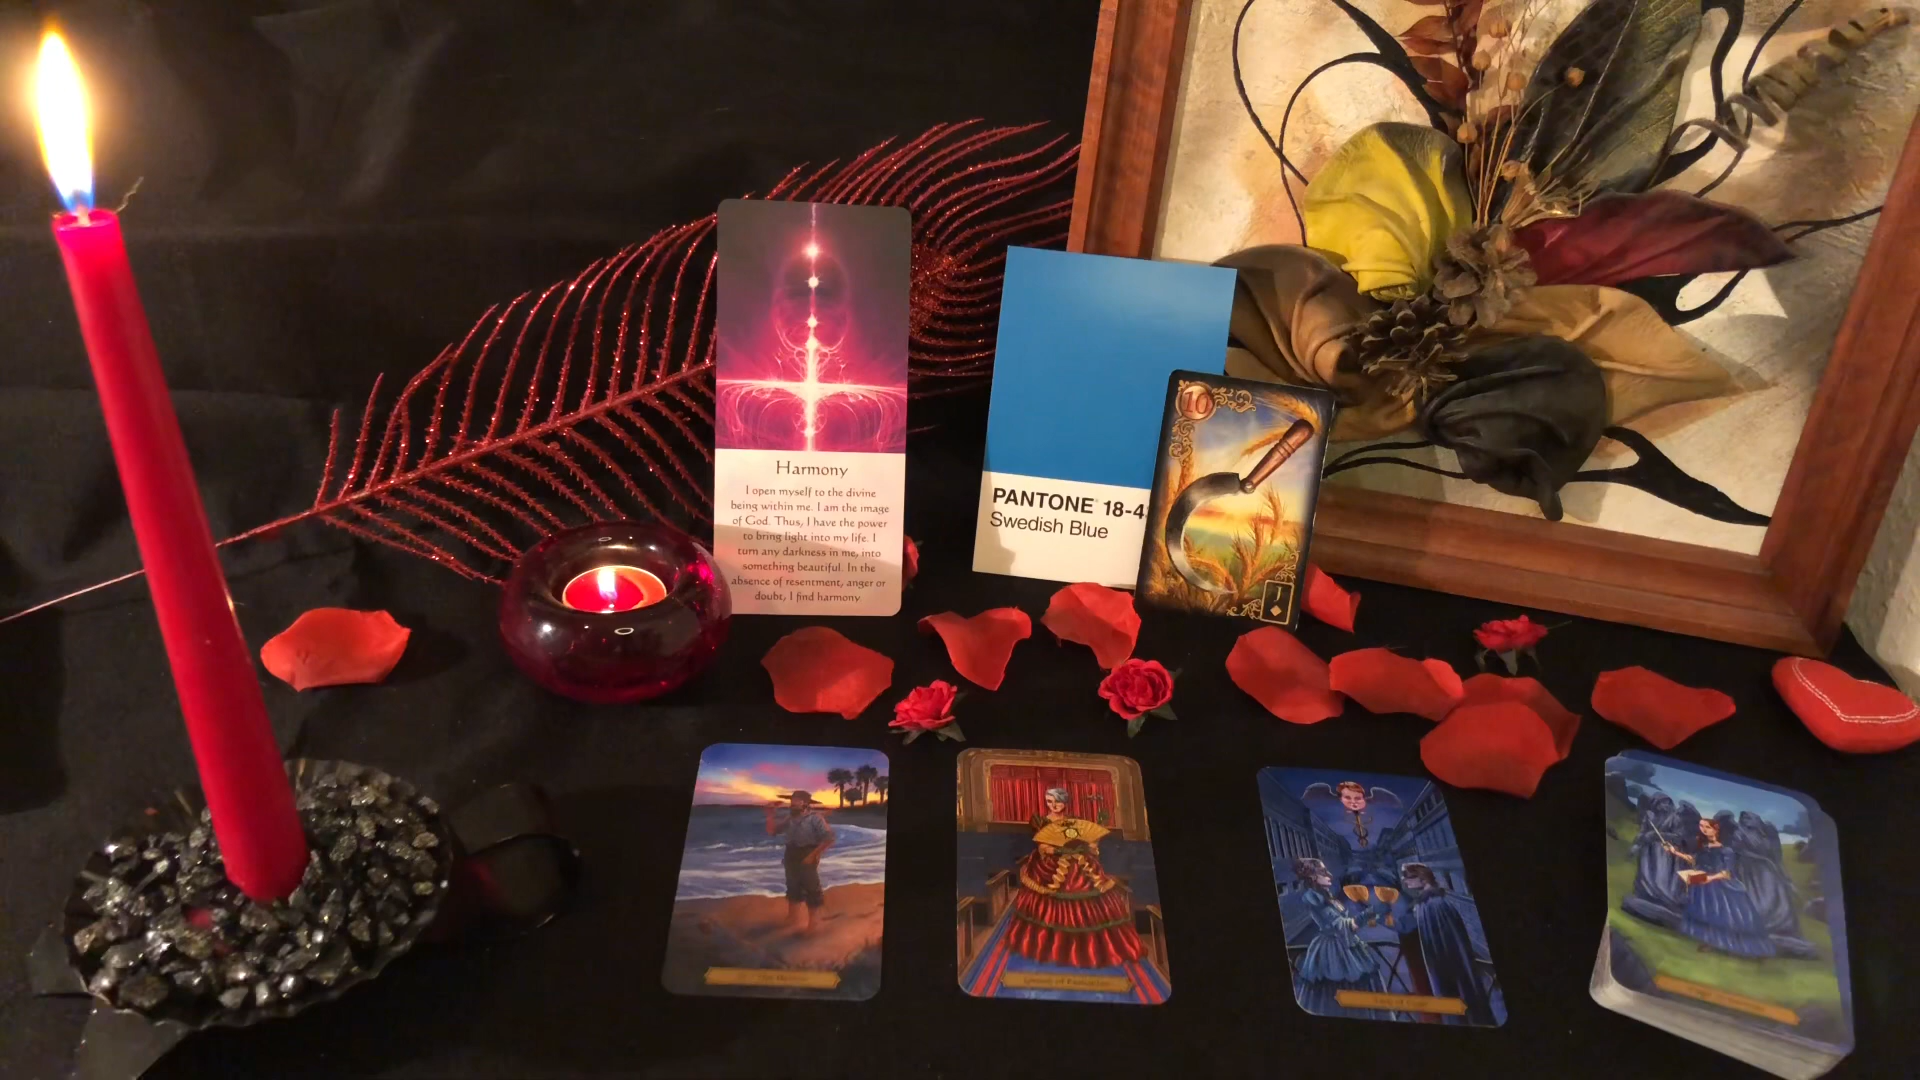 Harmony
I open myself to the divine
being within me. I am the image
of God. Thus, I have the power
to bring light into my life. I
turn any darkness in me, into
something beautiful. In the
absence of resentment, anger or
doubt, I find harmony.
PANTONE® 18-4
Swedish Blue
10
J